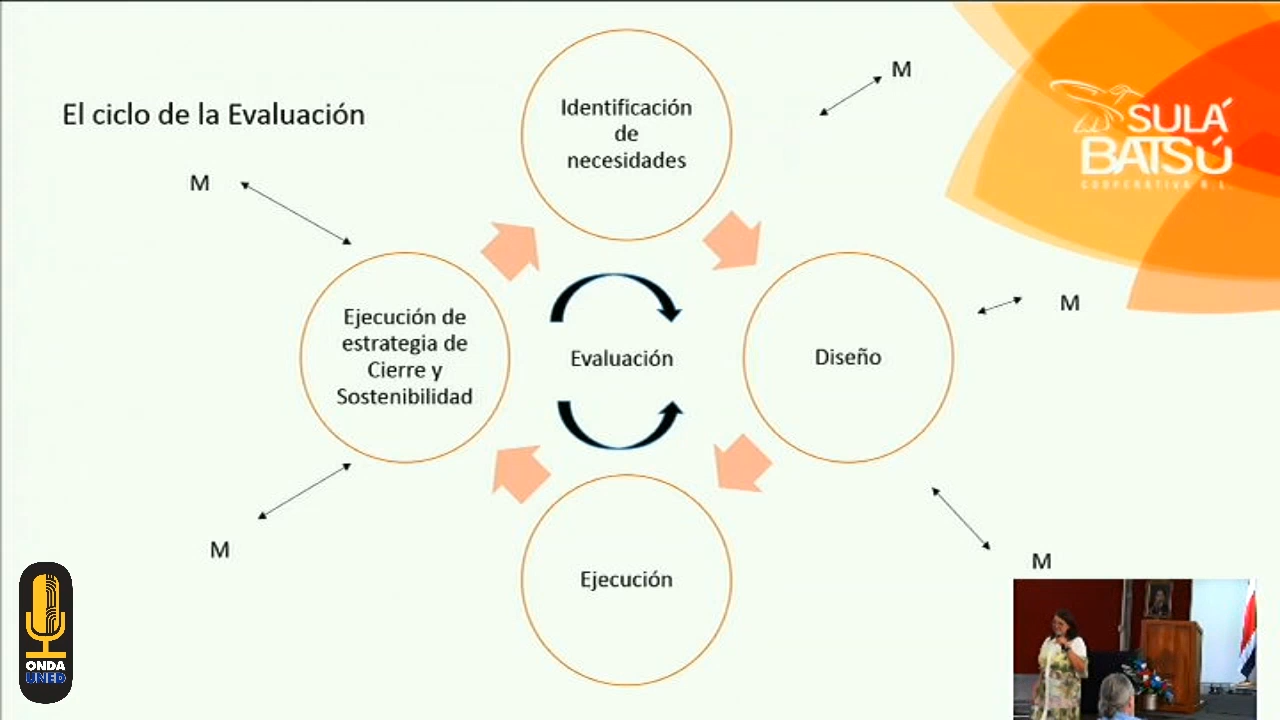 El ciclo de la Evaluación
Identificación
de
necesidades
M
SULÁ
BATSÚ
COOPERATIVA R.L.
M
Ejecución de
estrategia de
Cierre y
Sostenibilidad
Evaluación
Diseño
M
M
M
Ejecución
ONDA
UNED